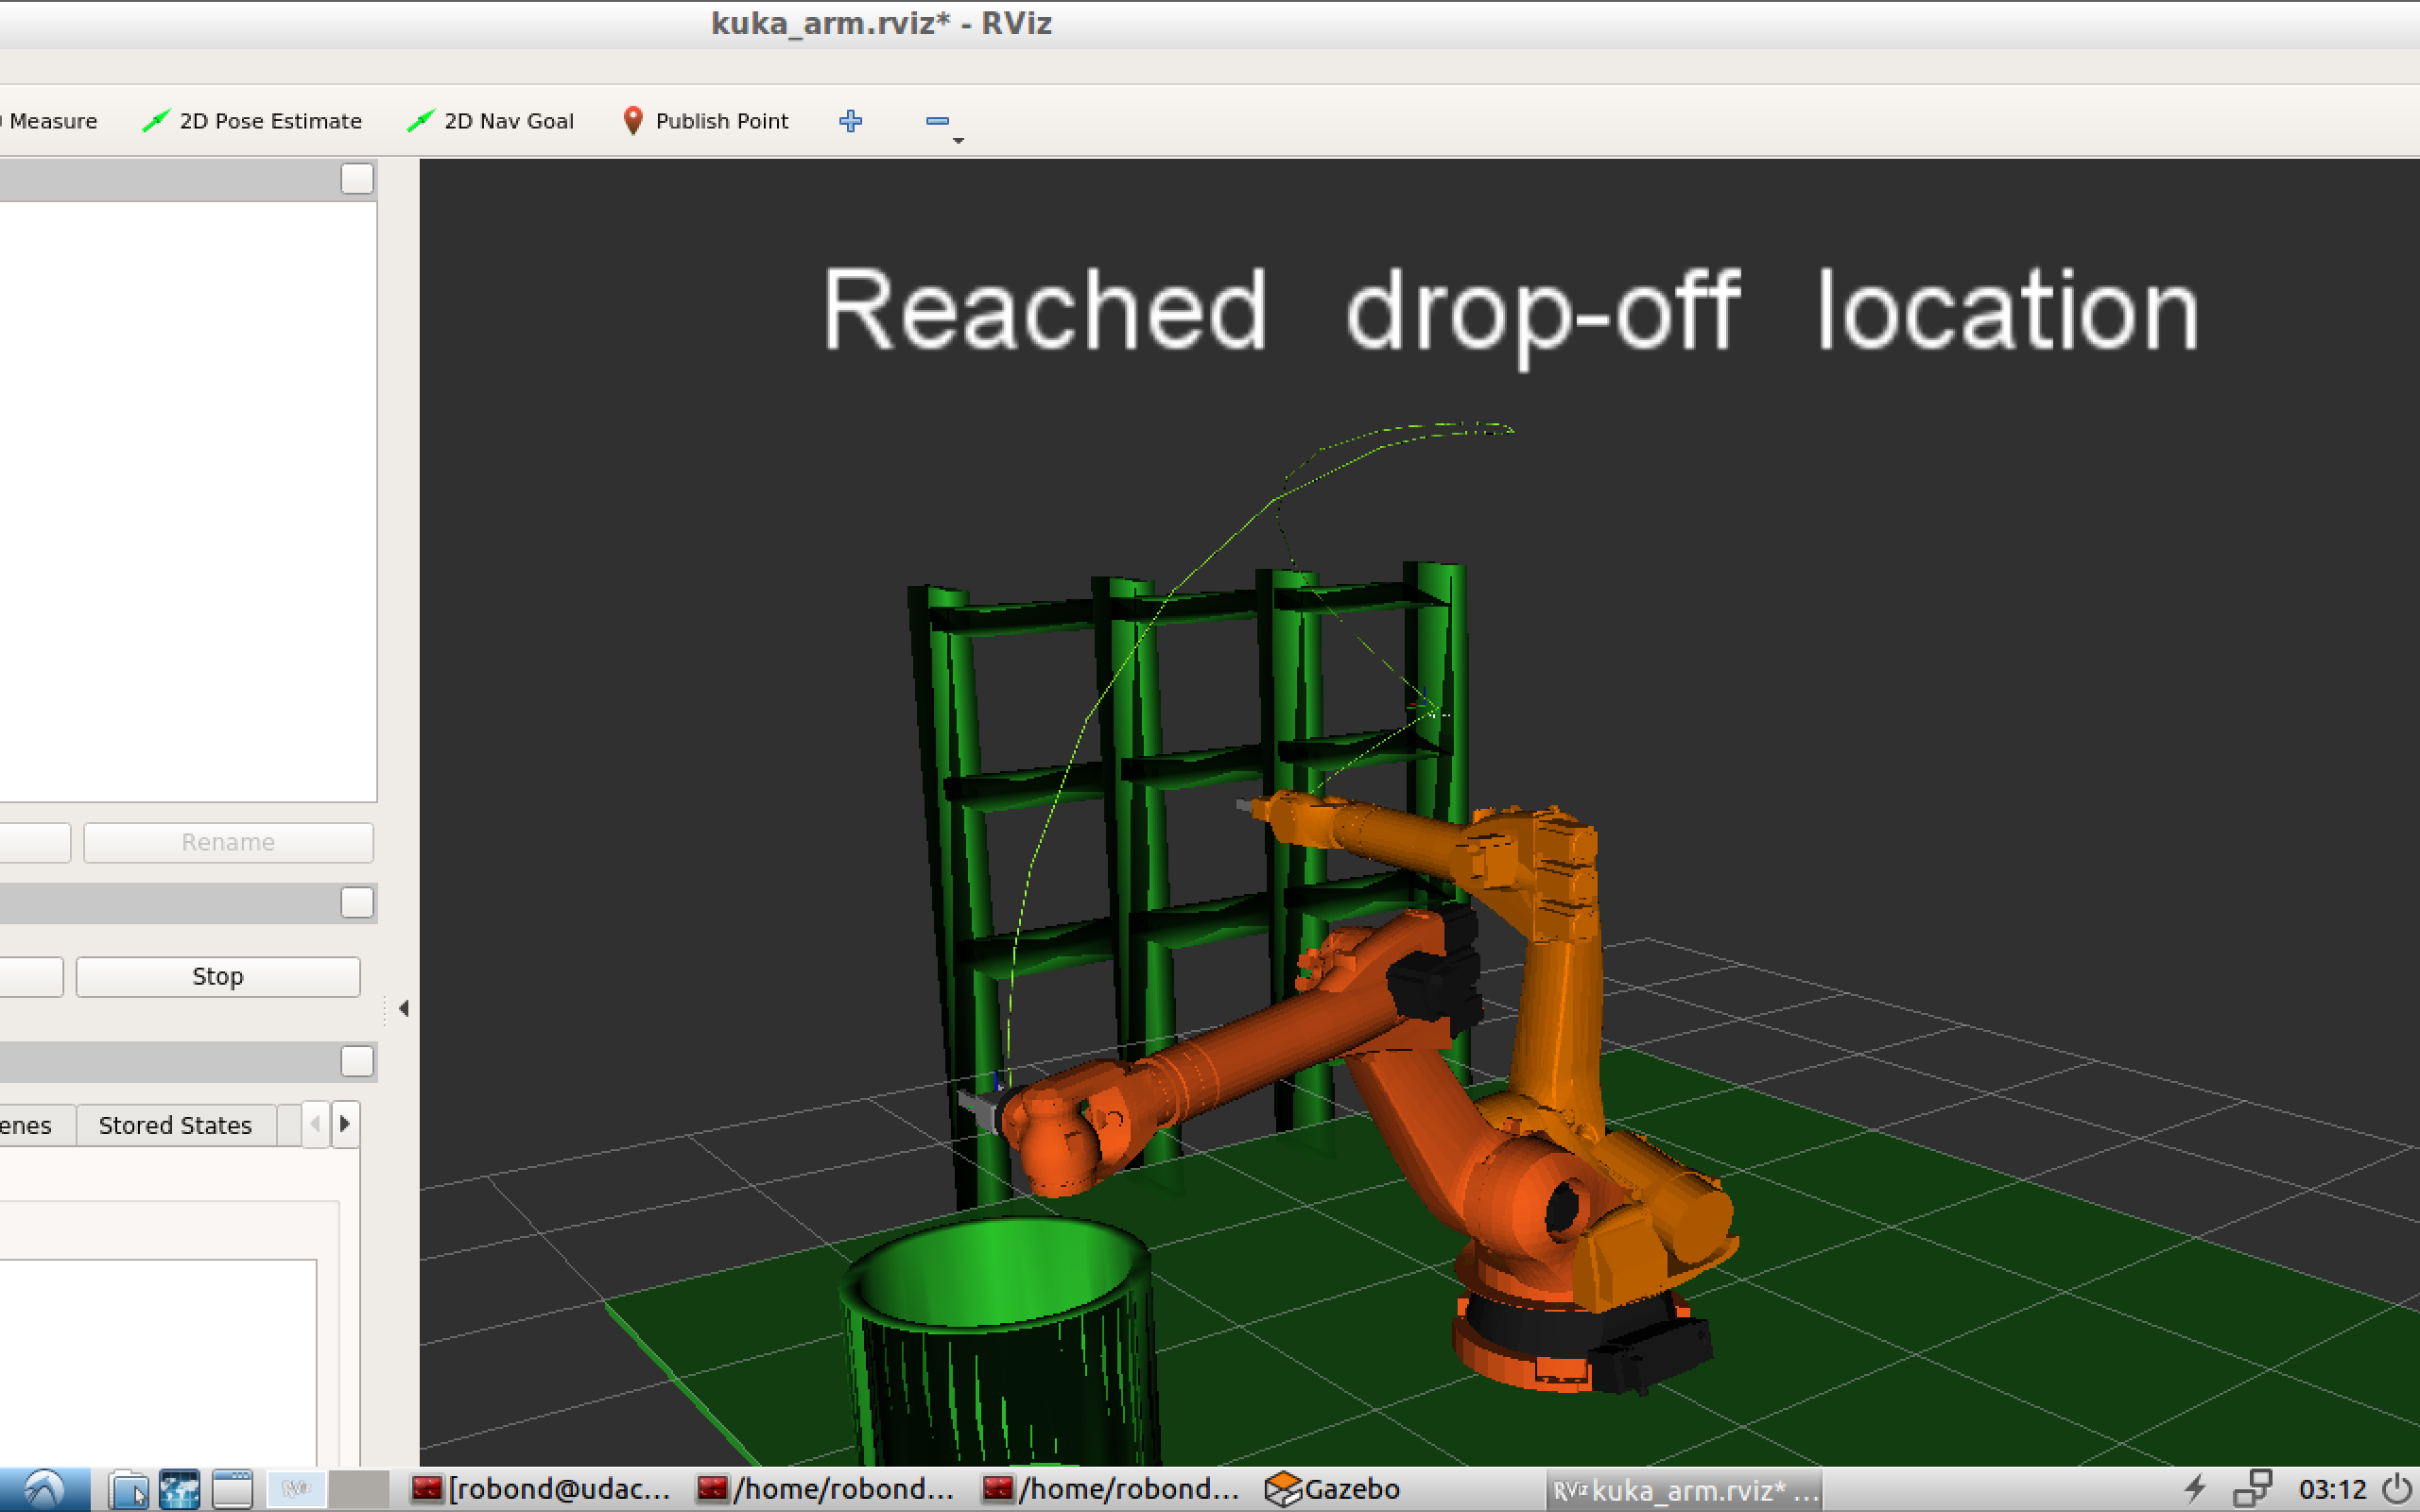 kuka_arm.rviz* - RViz
Measure
2D Pose Estimate
2D Nav Goal
Publish Point
Reached drop-off location
Rename
Stop
enes
Stored States
[robond@udac...
/home/robond...
/home/robond...
Gazebo
RViz kuka_arm.rviz* ...
03:12